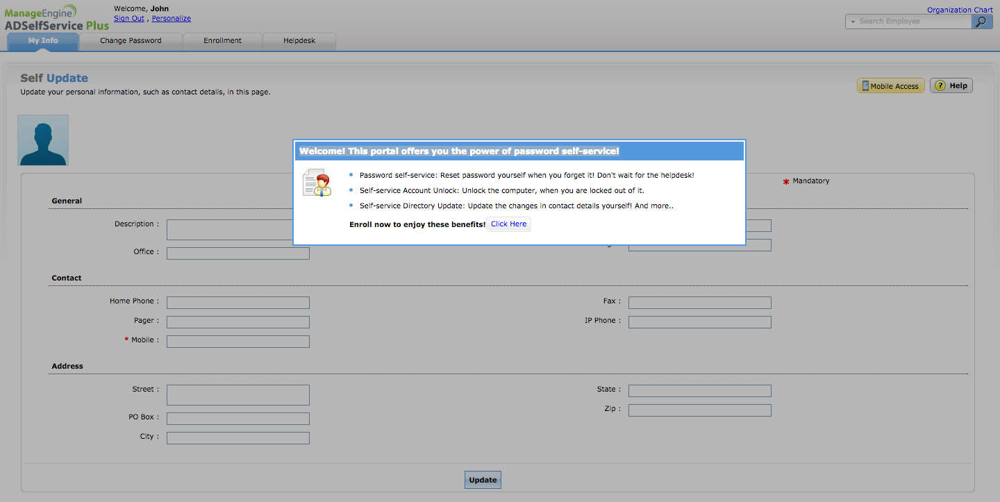 ManageEngine
ADSelfService Plus
Welcome, John
Sign Out , Personalize
Organization Chart
Search Employee
My Info
Change Password
Enrollment
Helpdesk
Self Update
Update your personal information, such as contact details, in this page.
Mobile Access
? Help
Welcome! This portal offers you the power of password self-service!
Password self-service: Reset password yourself when you forget it! Don't wait for the helpdesk!
Self-service Account Unlock: Unlock the computer, when you are locked out of it.
Self-service Directory Update: Update the changes in contact details yourself! And more..
Enroll now to enjoy these benefits! Click Here
* Mandatory
General
Description :
Office :
Contact
Home Phone :
Fax :
Pager :
IP Phone :
* Mobile :
Address
Street :
State :
Zip :
PO Box :
City :
Update